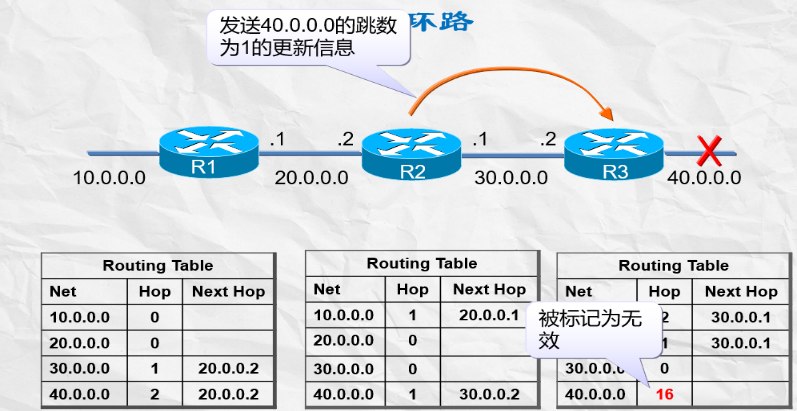 环路
发送40.0.0.0的跳数
为1的更新信息
.1 .2 .1 .2
R1 R2 R3
10.0.0.0 20.0.0.0 30.0.0.0 40.0.0.0
Routing Table
Net Hop Next Hop
10.0.0.0 0
20.0.0.0 0
30.0.0.0 1 20.0.0.2
40.0.0.0 2 20.0.0.2
Routing Table
Net Hop Next Hop
10.0.0.0 1 20.0.0.1
20.0.0.0 0
30.0.0.0 0
40.0.0.0 1 30.0.0.2
Routing Table
Net Hop Next Hop
2 30.0.0.1
30.0.0.1
30.0.0.0 0
40.0.0.0 16
被标记为无
效